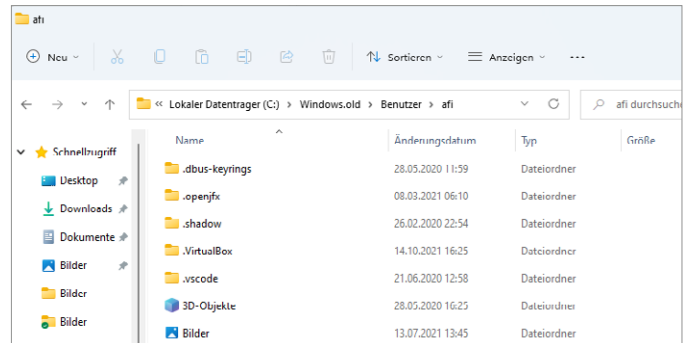 afi
Neu Sortieren Anzeigen ...
« Lokaler Datenträger (C:) > Windows.old > Benutzer > afi afi durchsuche
Name Änderungsdatum Typ Größe
Schnellzugriff
.dbus-keyrings 28.05.2020 11:59 Dateiordner
Desktop
.openjfx 08.03.2021 06:10 Dateiordner
Downloads
.shadow 26.02.2020 22:54 Dateiordner
Dokumente
.VirtualBox 14.10.2021 16:25 Dateiordner
Bilder
.vscode 21.06.2020 12:58 Dateiordner
Bilder
3D-Objekte 28.05.2020 16:25 Dateiordner
Bilder
Bilder 13.07.2021 13:45 Dateiordner